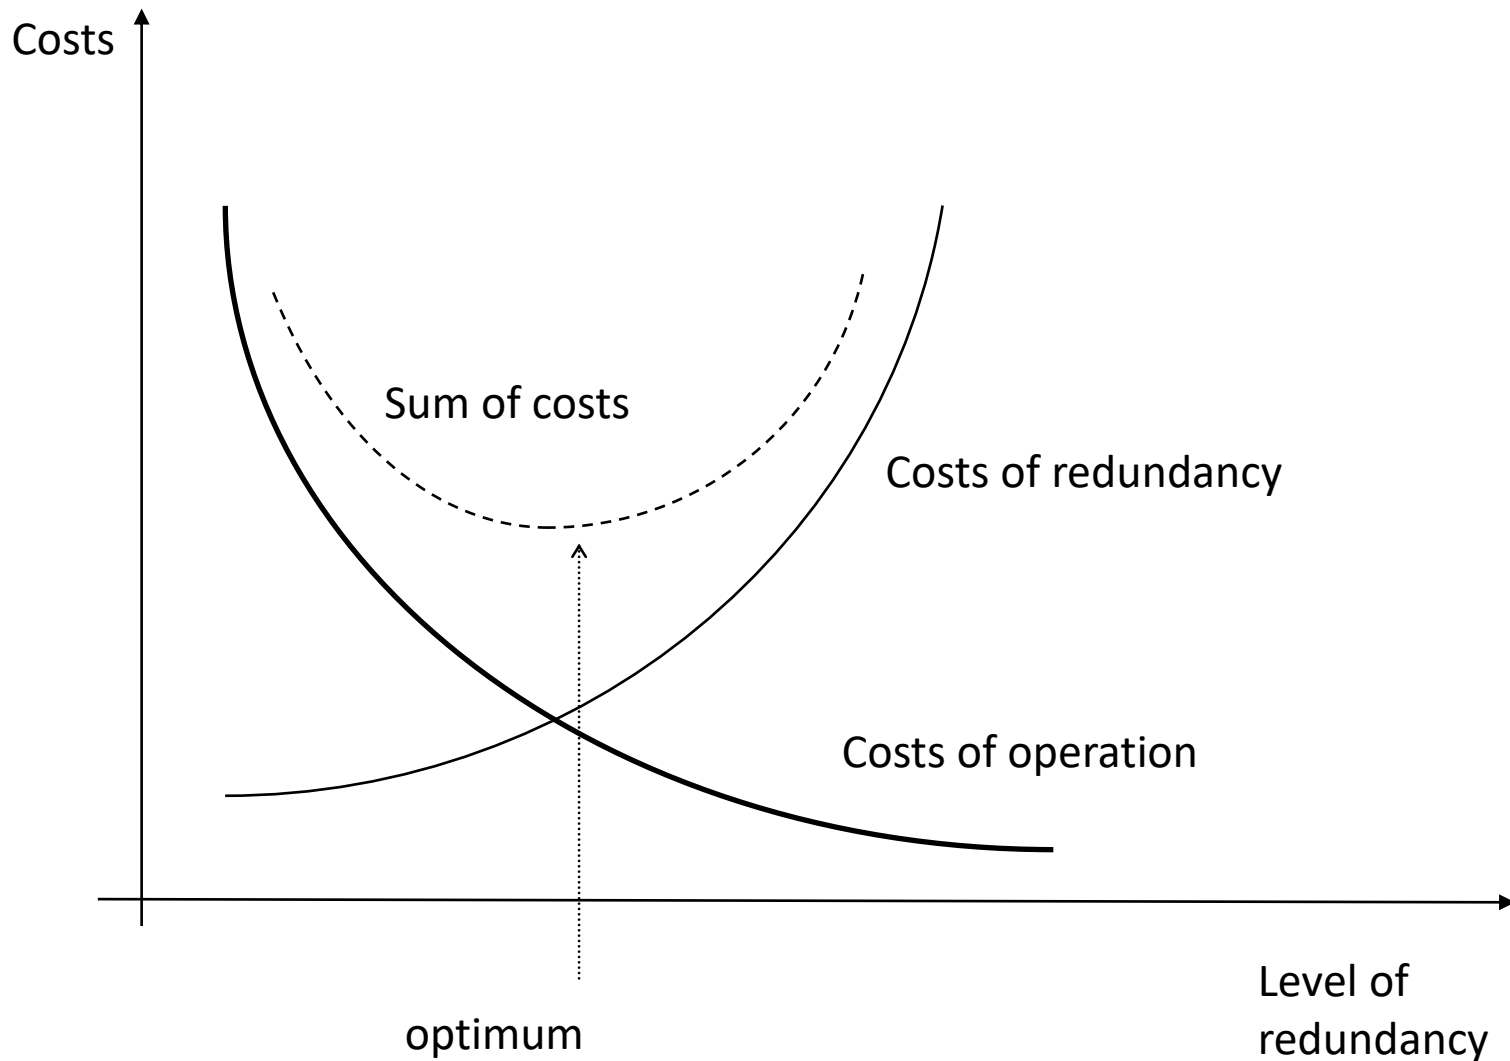 Costs
Sum of costs
Costs of redundancy
Costs of operation
Level of
redundancy
optimum